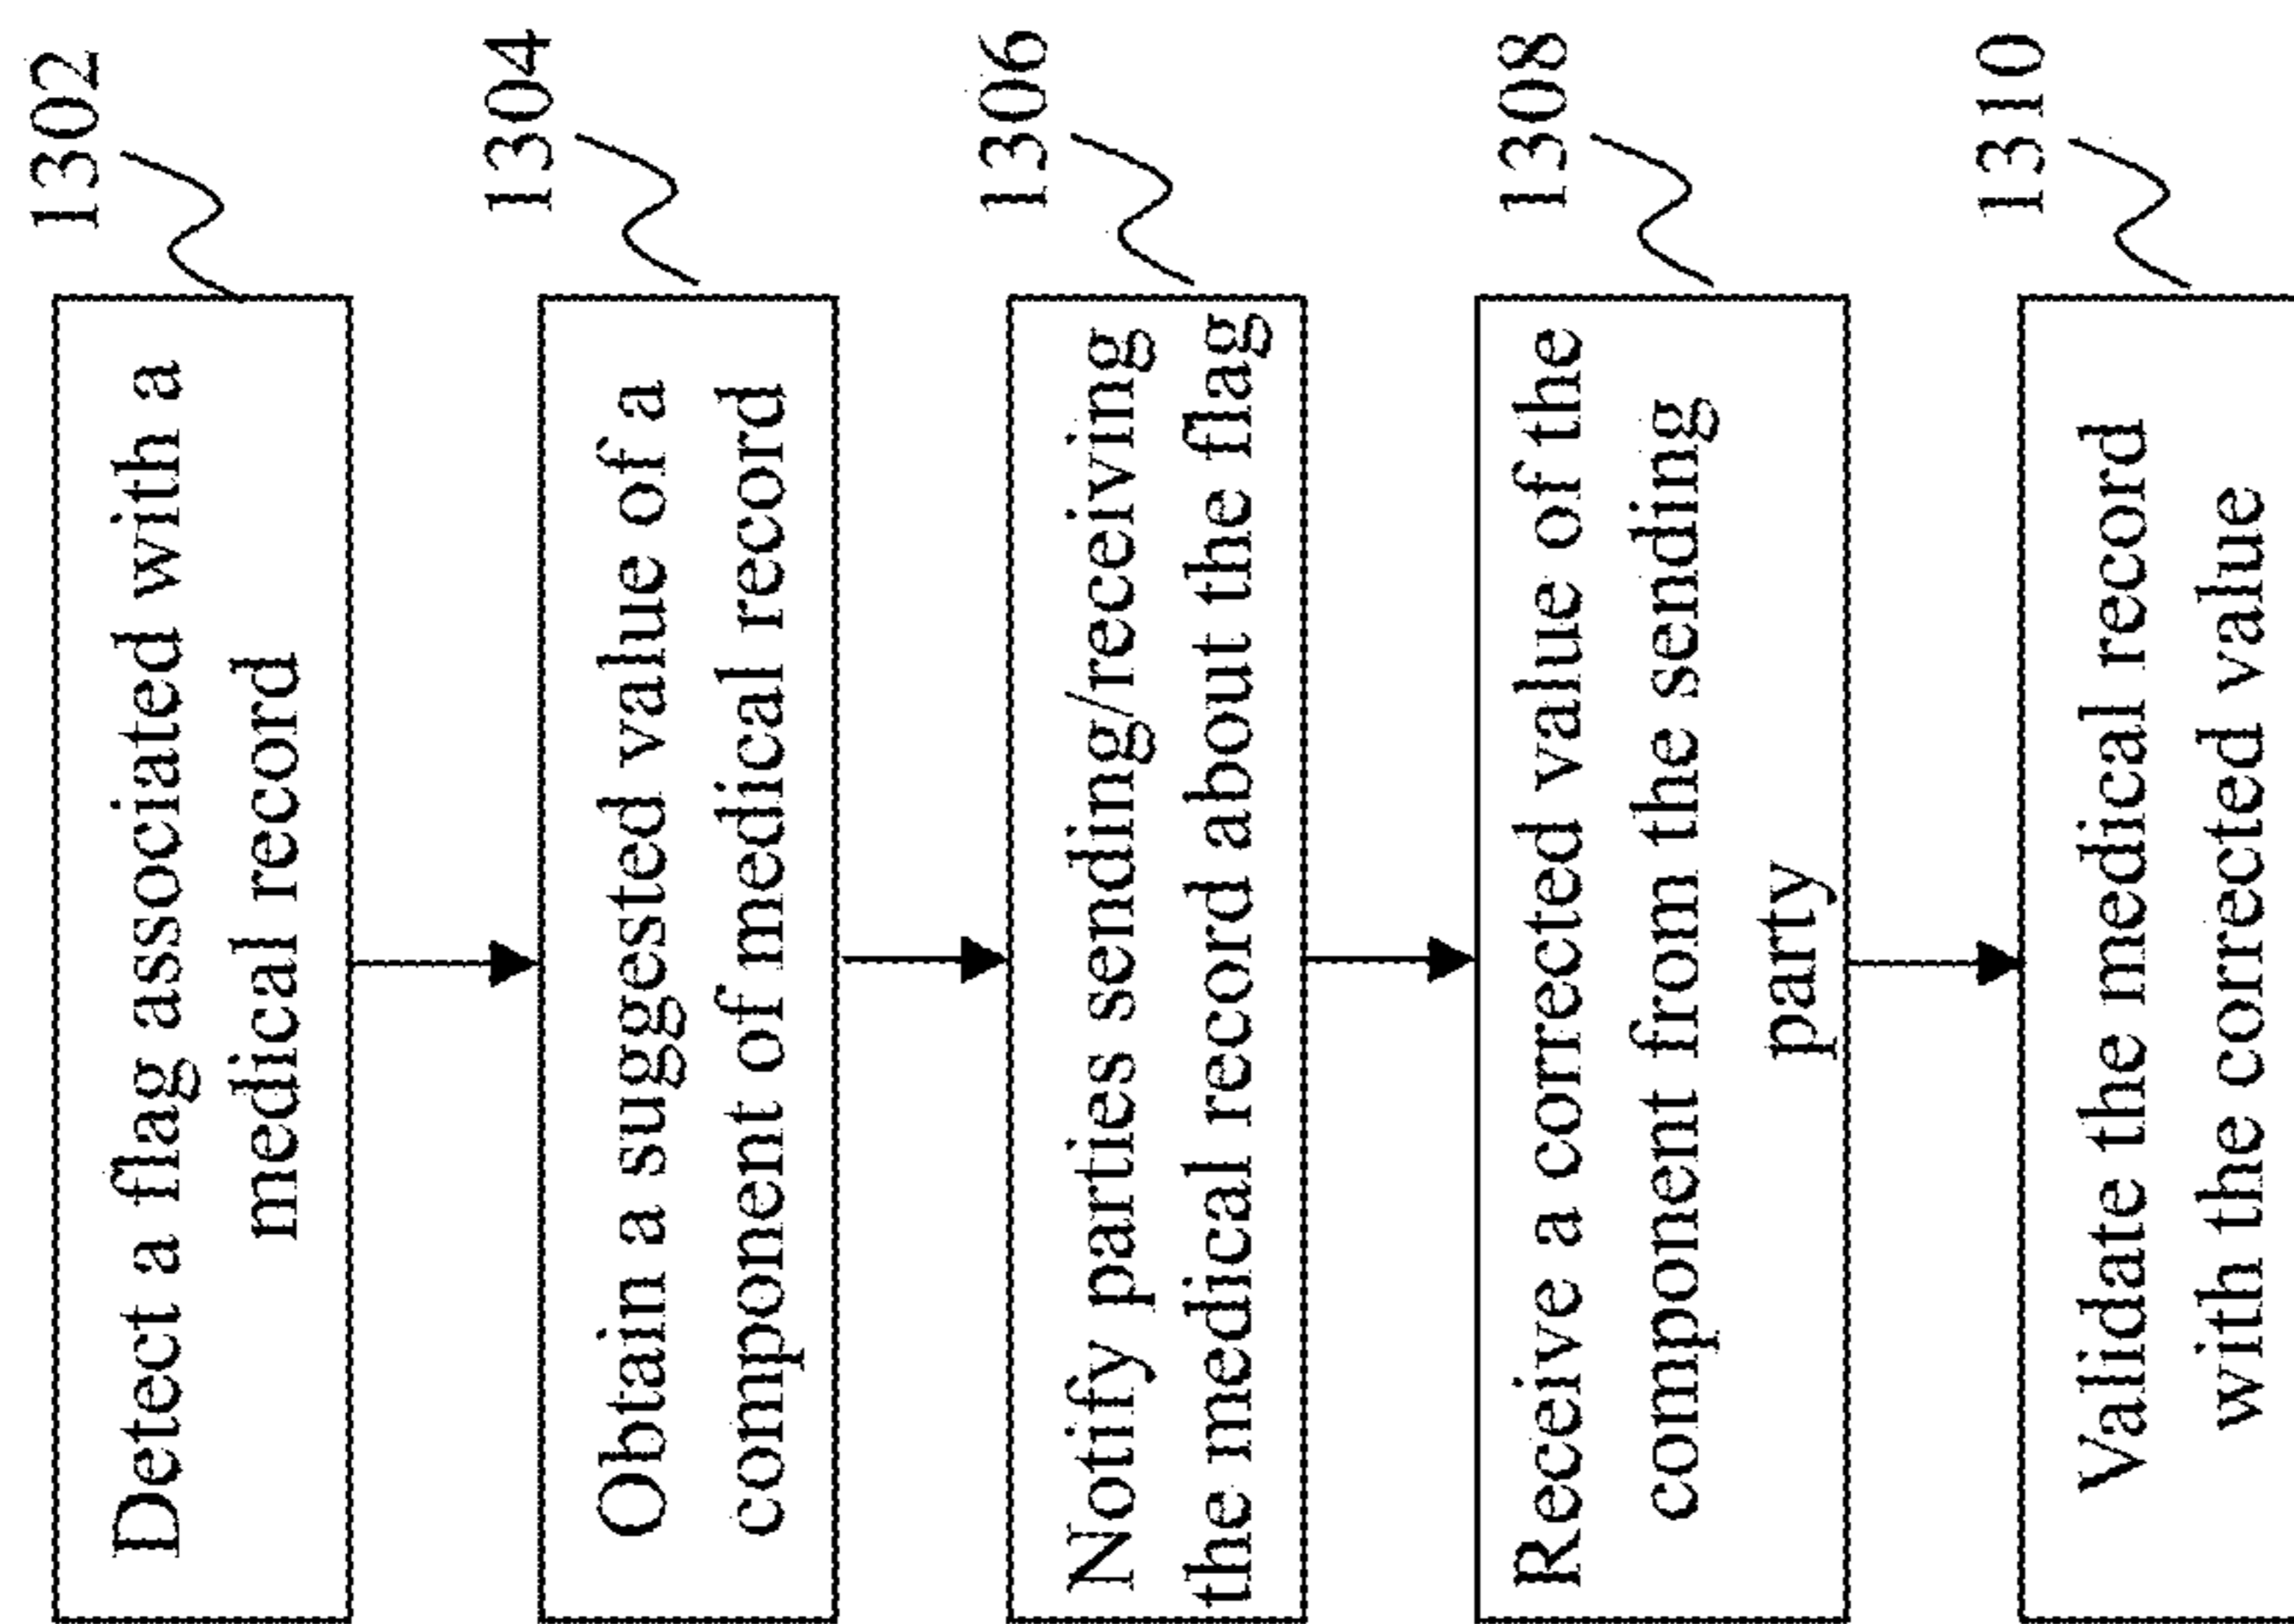 1302
Detect a flag associated with a
medical record
1304
Obtain a suggested value of a
component of medical record
1306
Notify parties sending/receiving
the medical record about the flag
1308
Receive a corrected value of the
component from the sending
party
1310
Validate the medical record
with the corrected value